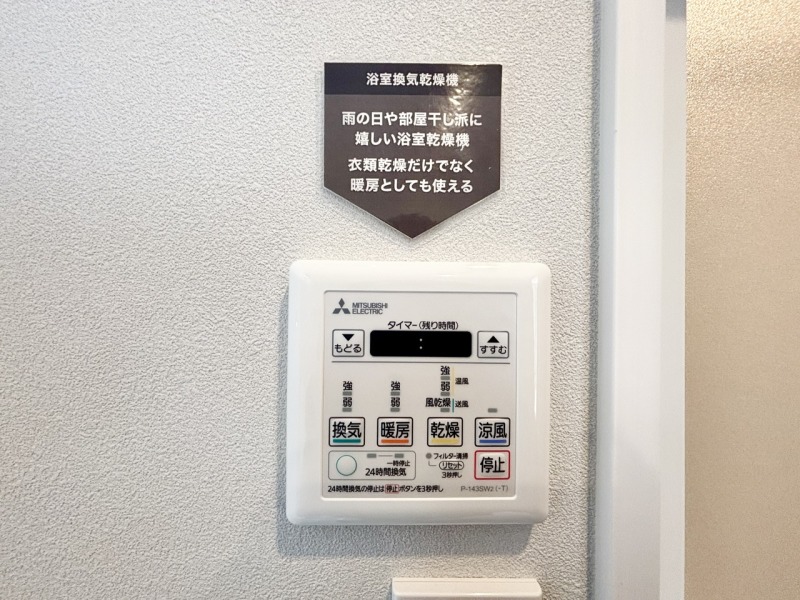 浴室換気乾燥機
雨の日や部屋干し派に
嬉しい浴室乾燥機
衣類乾燥だけでなく
暖房としても使える
MITSUBISHI
ELECTRIC
タイマー(残り時間)
▼
もどる
:
▲
すすむ
強
弱
強
弱
強
弱
温風
風乾燥
送風
換気
暖房
乾燥
涼風
一時停止
24時間換気
フィルター清掃
リセット
3秒押し
停止
24時間換気の停止は 停止 ボタンを3秒押し
P-143SW2(-T)